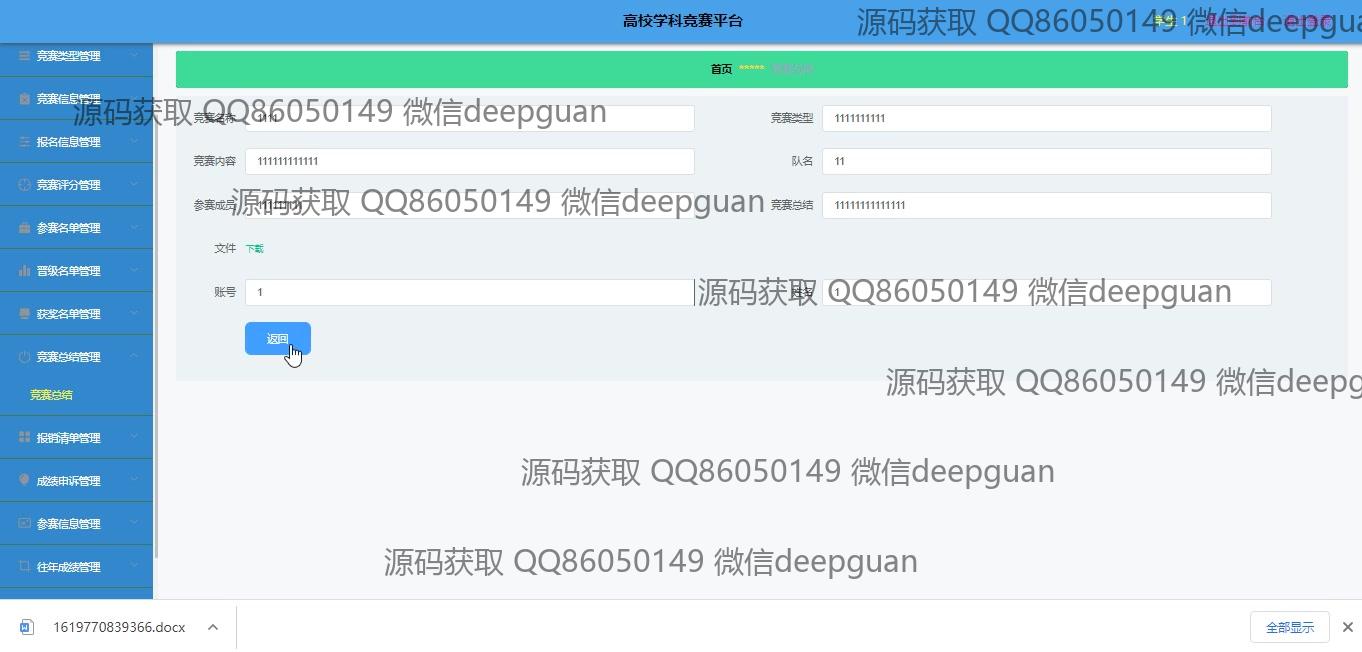 高校学科竞赛平台
学生 1
源码获取 QQ86050149 微信deepgua
竞赛类型管理
竞赛信息管理
报名信息管理
竞赛评分管理
参赛名单管理
晋级名单管理
获奖名单管理
竞赛总结管理
竞赛总结
报销清单管理
成绩申诉管理
参赛信息管理
往年成绩管理
首页 ***** 竞赛总结
源码获取 QQ86050149 微信deepguan
竞赛名称 1111
竞赛类型 1111111111
竞赛内容 111111111111
队名 11
源码获取 QQ86050149 微信deepguan
参赛成员
竞赛总结 11111111111111
文件 下载
账号 1
姓名 1
源码获取 QQ86050149 微信deepguan
返回
源码获取 QQ86050149 微信deepg
源码获取 QQ86050149 微信deepguan
源码获取 QQ86050149 微信deepguan
1619770839366.docx
全部显示